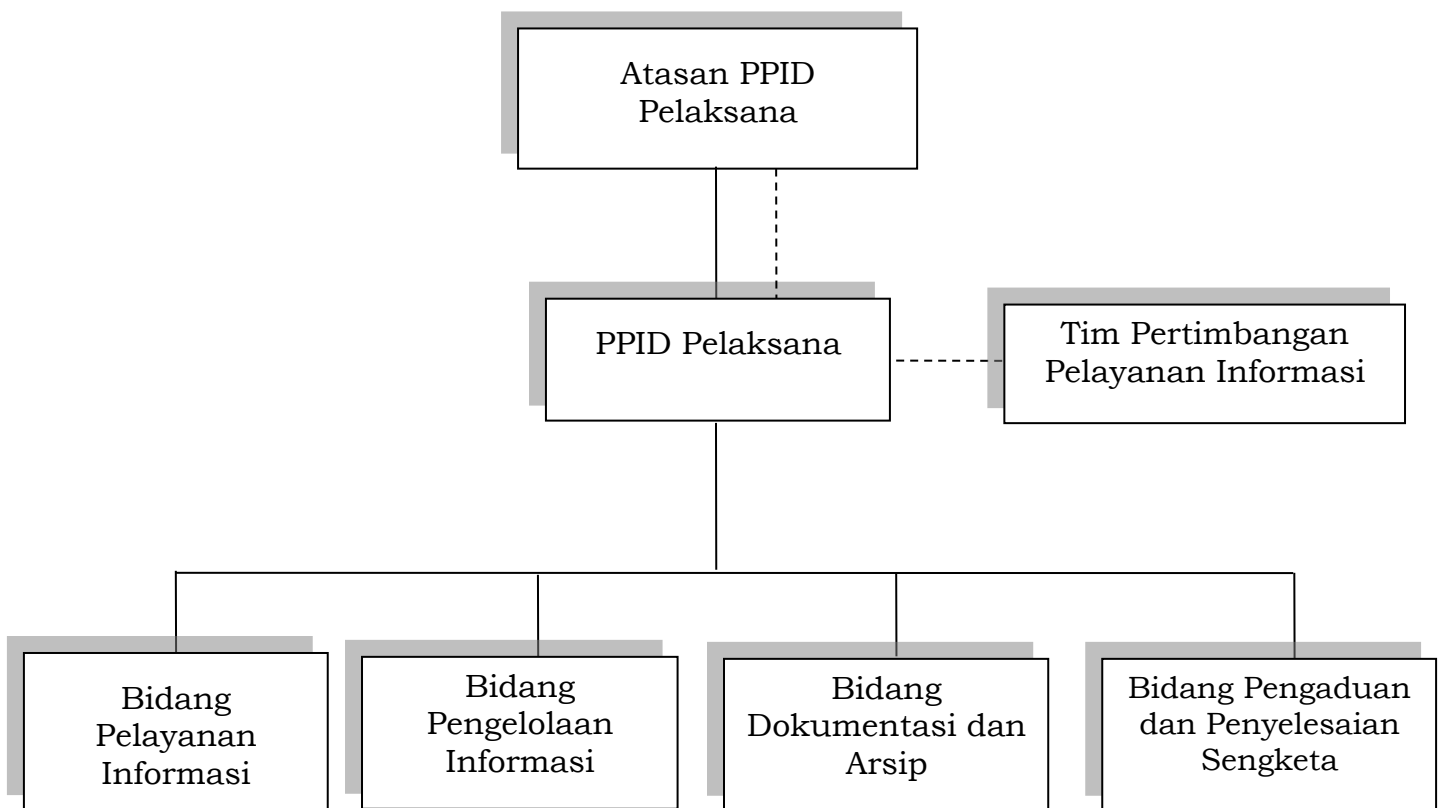 Atasan PPID
Pelaksana
PPID Pelaksana
Tim Pertimbangan
Pelayanan Informasi
Bidang
Pelayanan
Informasi
Bidang
Pengelolaan
Informasi
Bidang
Dokumentasi dan
Arsip
Bidang Pengaduan
dan Penyelesaian
Sengketa